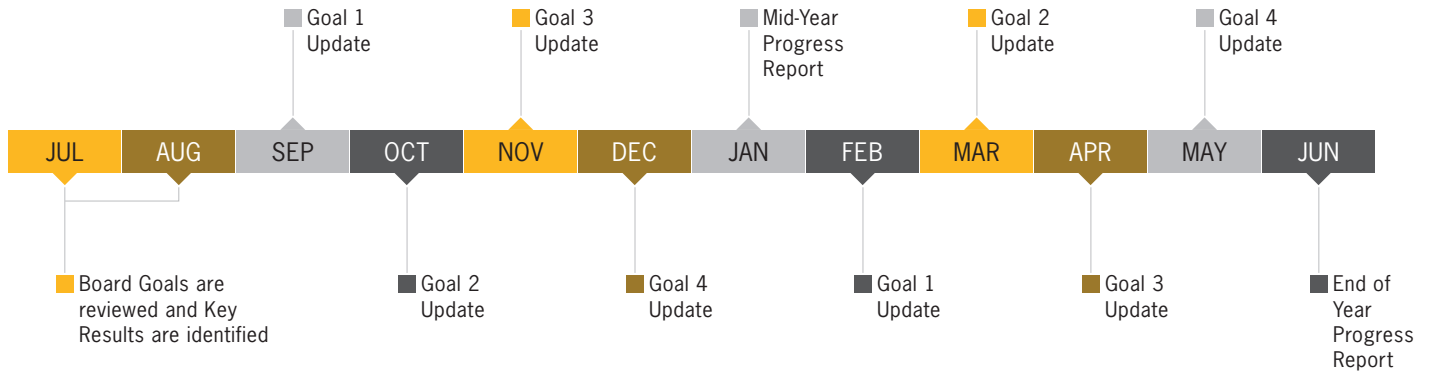 Goal 1
Update
Goal 3
Update
Mid-Year
Progress
Report
Goal 2
Update
Goal 4
Update
JUL
AUG
SEP
OCT
NOV
DEC
JAN
FEB
MAR
APR
MAY
JUN
Board Goals are
reviewed and Key
Results are identified
Goal 2
Update
Goal 4
Update
Goal 1
Update
Goal 3
Update
End of
Year
Progress
Report